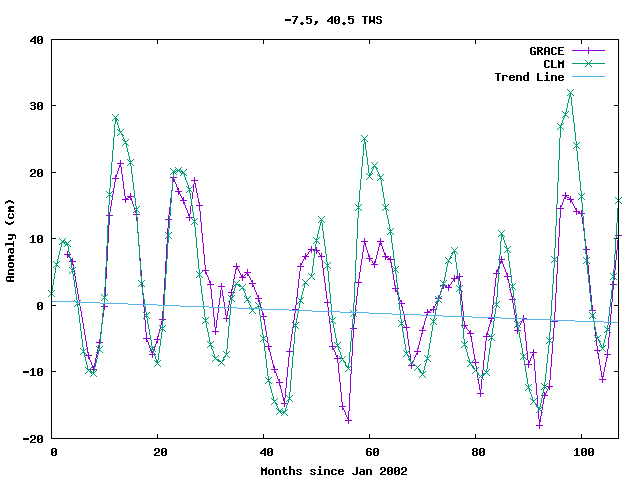 -7.5, 40.5 TWS
GRACE
CLM
Trend Line
40
30
20
10
0
-10
-20
Anomaly (cm)
0 20 40 60 80 100
Months since Jan 2002